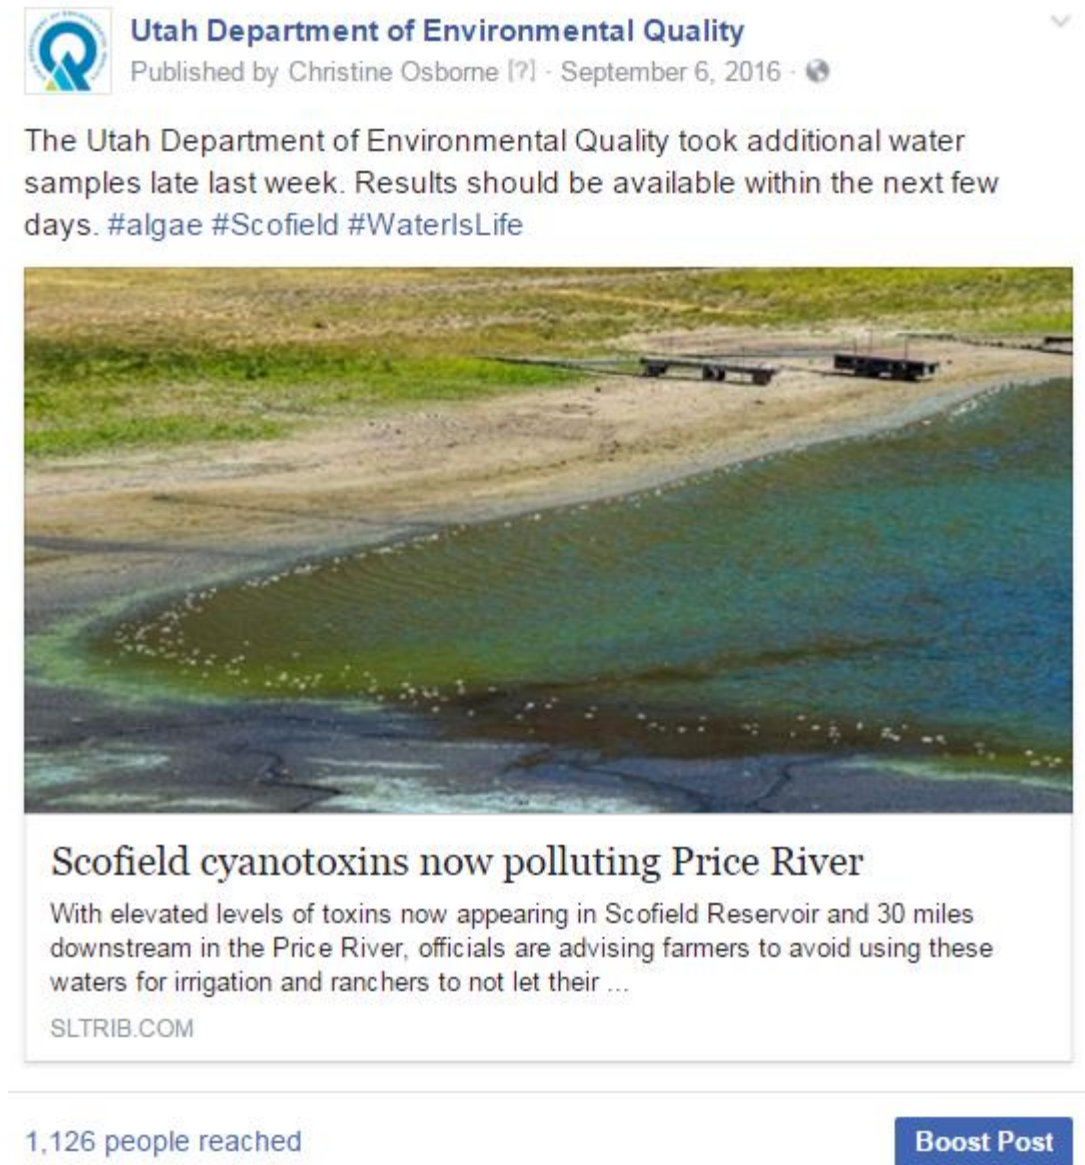 Utah Department of Environmental Quality
Published by Christine Osborne [?] · September 6, 2016 ·
The Utah Department of Environmental Quality took additional water
samples late last week. Results should be available within the next few
days. #algae #Scofield #WaterIsLife
Scofield cyanotoxins now polluting Price River
With elevated levels of toxins now appearing in Scofield Reservoir and 30 miles
downstream in the Price River, officials are advising farmers to avoid using these
waters for irrigation and ranchers to not let their ...
SLTRIB.COM
1,126 people reached
Boost Post